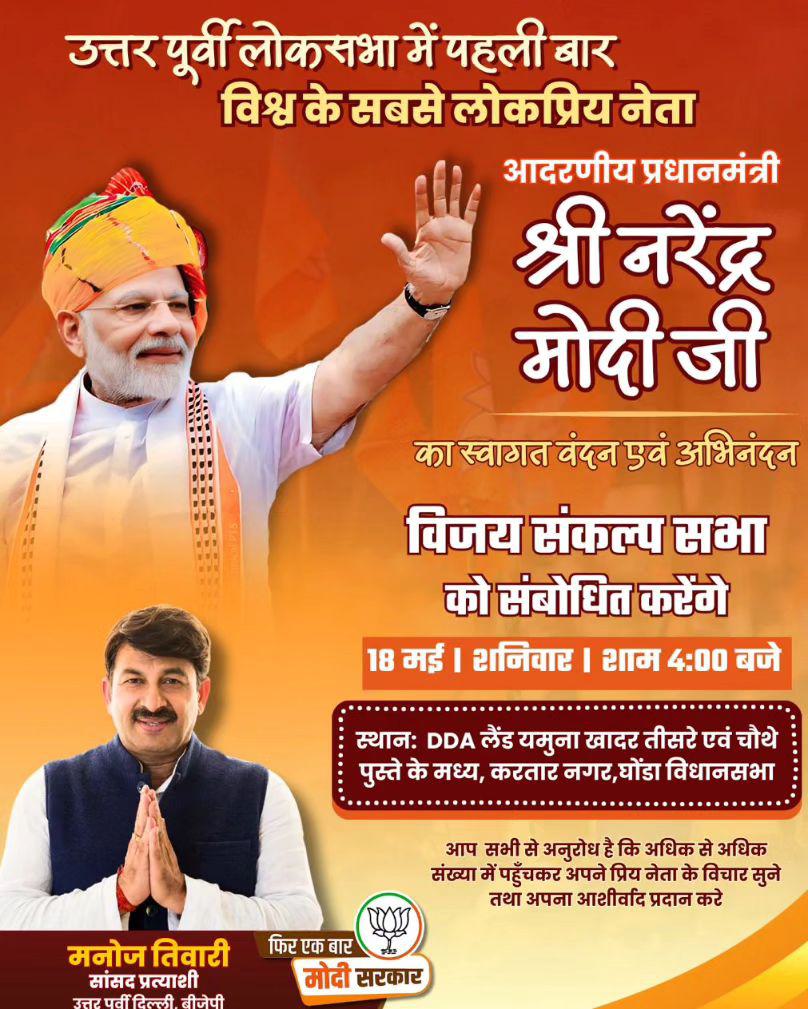 उत्तर पूर्वी लोकसभा में पहली बार
विश्व के सबसे लोकप्रिय नेता
आदरणीय प्रधानमंत्री
श्री नरेंद्र
मोदी जी
का स्वागत वंदन एवं अभिनंदन
विजय संकल्प सभा
को संबोधित करेंगे
18 मई | शनिवार | शाम 4:00 बजे
स्थान: DDA लैंड यमुना खादर तीसरे एवं चौथे
पुस्ते के मध्य, करतार नगर,घोंडा विधानसभा
आप सभी से अनुरोध है कि अधिक से अधिक
संख्या में पहुँचकर अपने प्रिय नेता के विचार सुने
तथा अपना आशीर्वाद प्रदान करे
मनोज तिवारी
सांसद प्रत्याशी
उत्तर पूर्वी दिल्ली, बीजेपी
फिर एक बार
मोदी सरकार